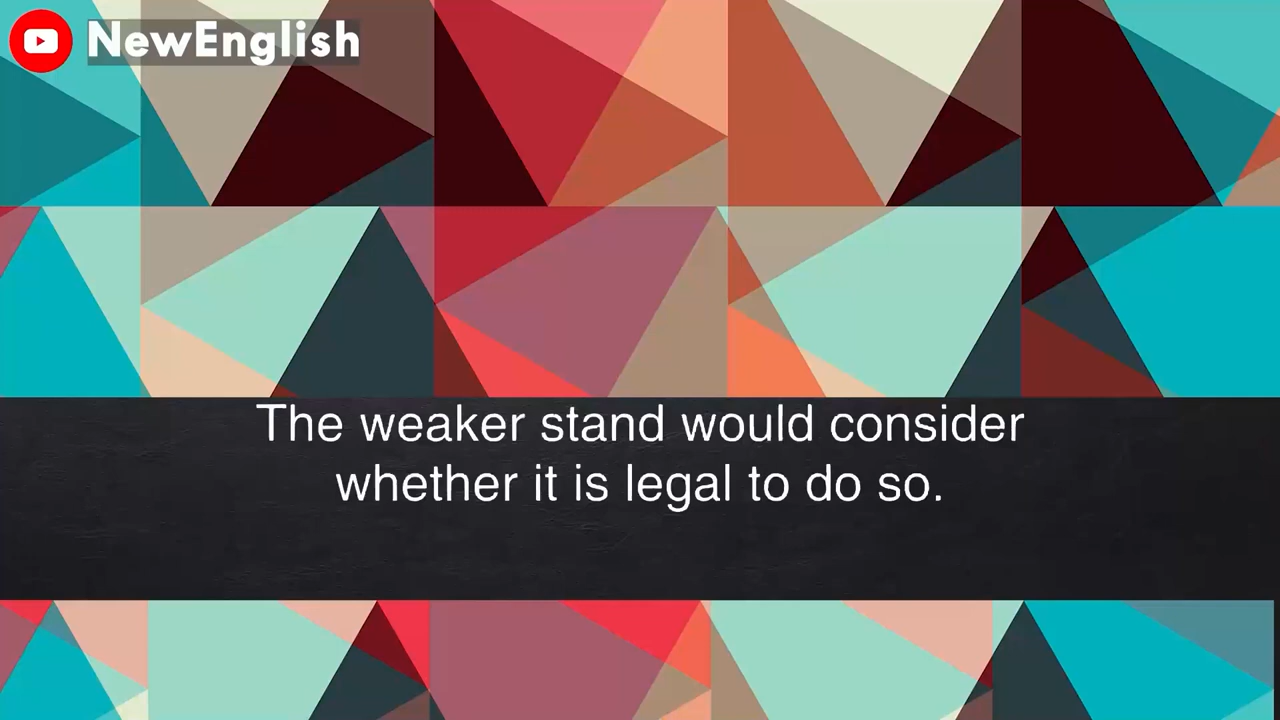 NewEnglish
The weaker stand would consider
whether it is legal to do so.